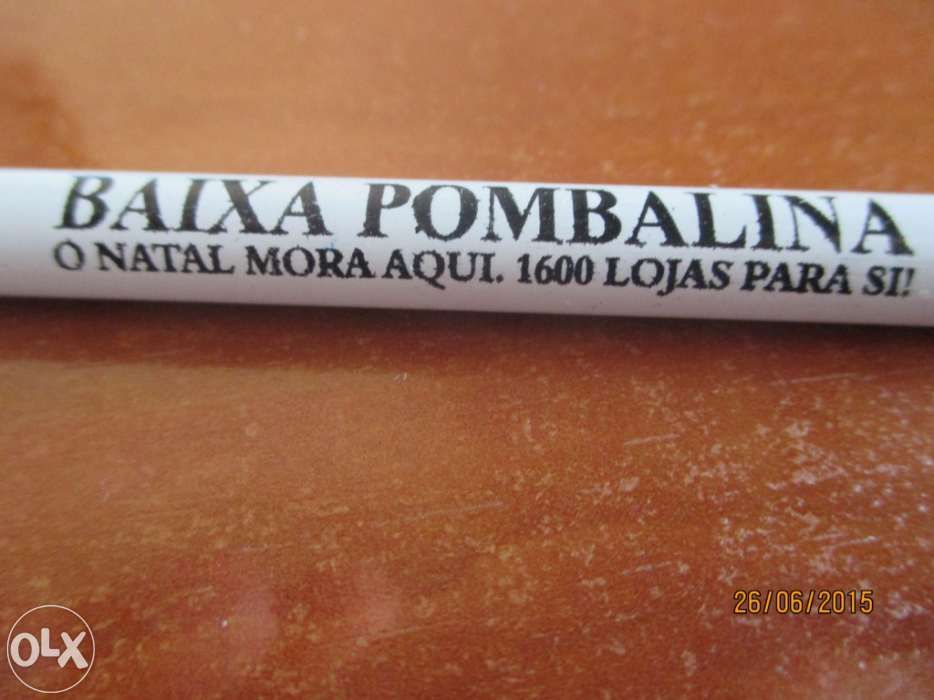 BAIXA POMBALINA
O NATAL MORA AQUI. 1600 LOJAS PARA SI!
26/06/2015
OLX